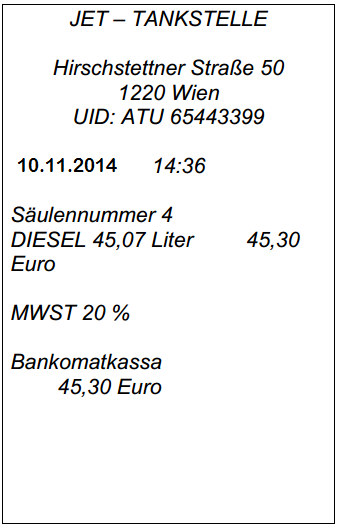 JET – TANKSTELLE
Hirschstettner Straße 50
1220 Wien
UID: ATU 65443399
10.11.2014 14:36
Säulennummer 4
DIESEL 45,07 Liter 45,30
Euro
MWST 20 %
Bankomatkassa
45,30 Euro